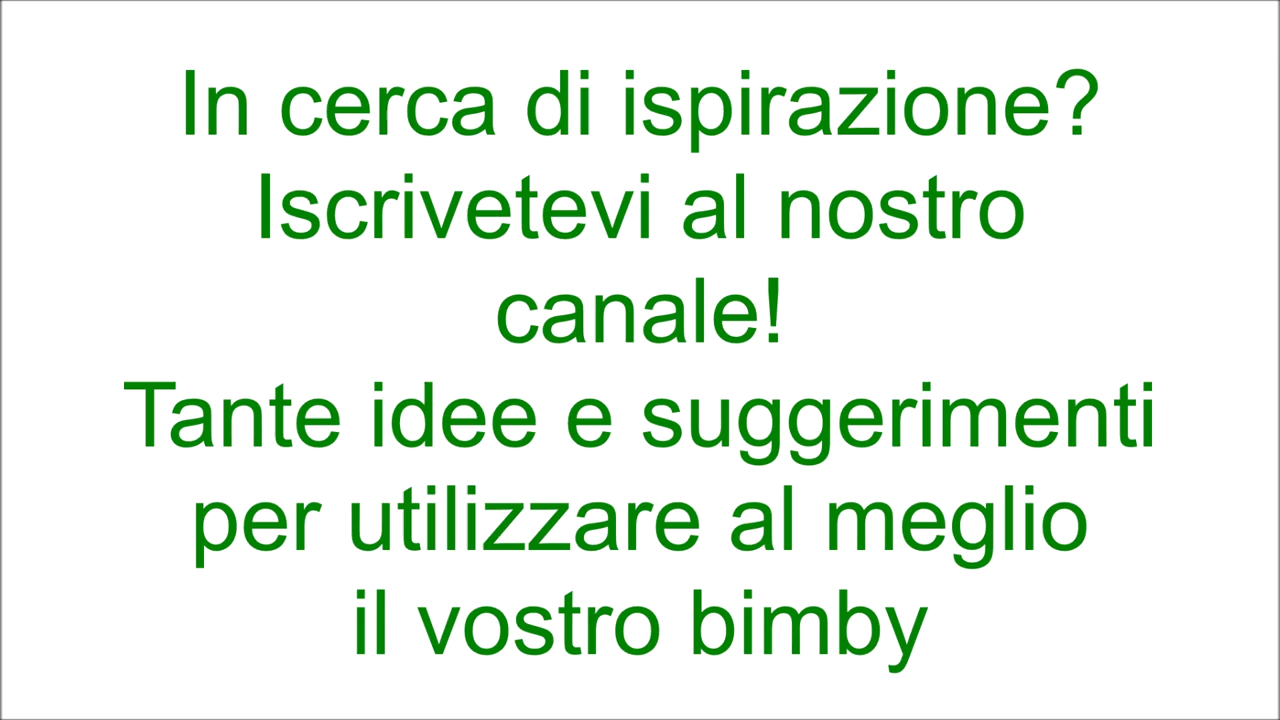 In cerca di ispirazione?
Iscrivetevi al nostro
canale!
Tante idee e suggerimenti
per utilizzare al meglio
il vostro bimby